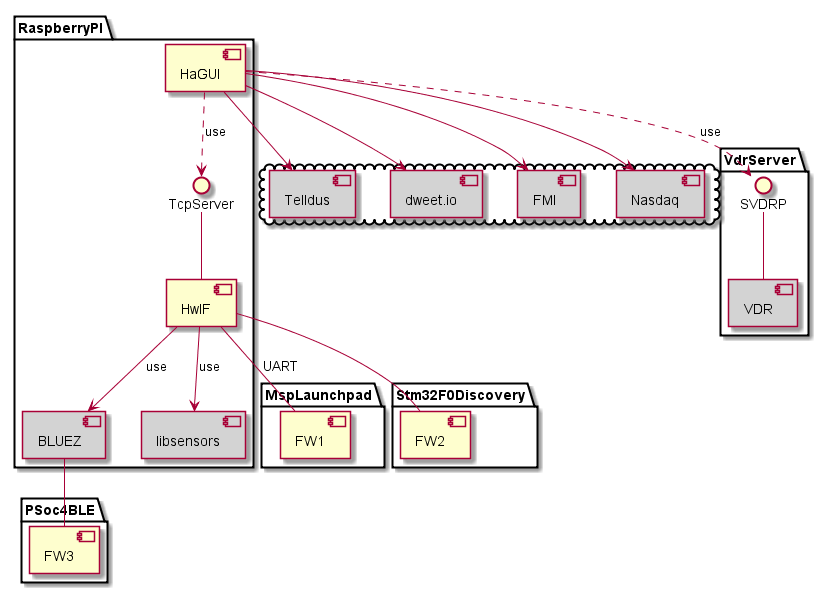 RaspberryPI
HaGUI
use
use
VdrServer
TcpServer
Telldus
dweet.io
FMI
Nasdaq
SVDRP
HwIF
VDR
use
use
UART
MspLaunchpad
Stm32F0Discovery
BLUEZ
libsensors
FW1
FW2
PSoc4BLE
FW3